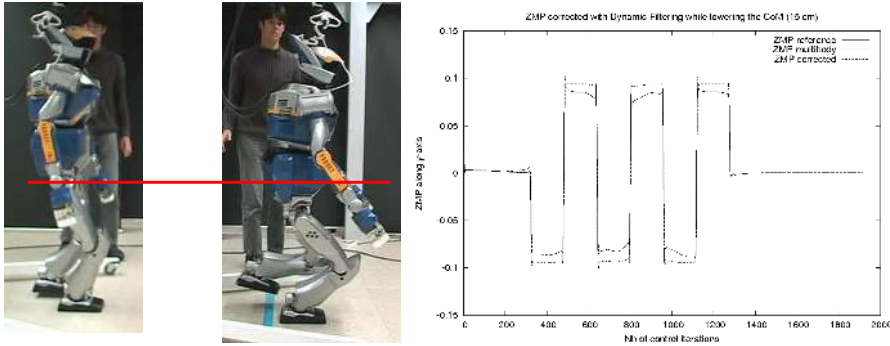 ZMP corrected with Dynamic Filtering while lowering the CoM (15 cm)
ZMP reference
ZMP multibody
ZMP corrected
0.15
0.1
0.05
0
-0.05
-0.1
-0.15
ZMP along y-axis
0 200 400 600 800 1000 1200 1400 1600 1800 2000
Nb of control iterations